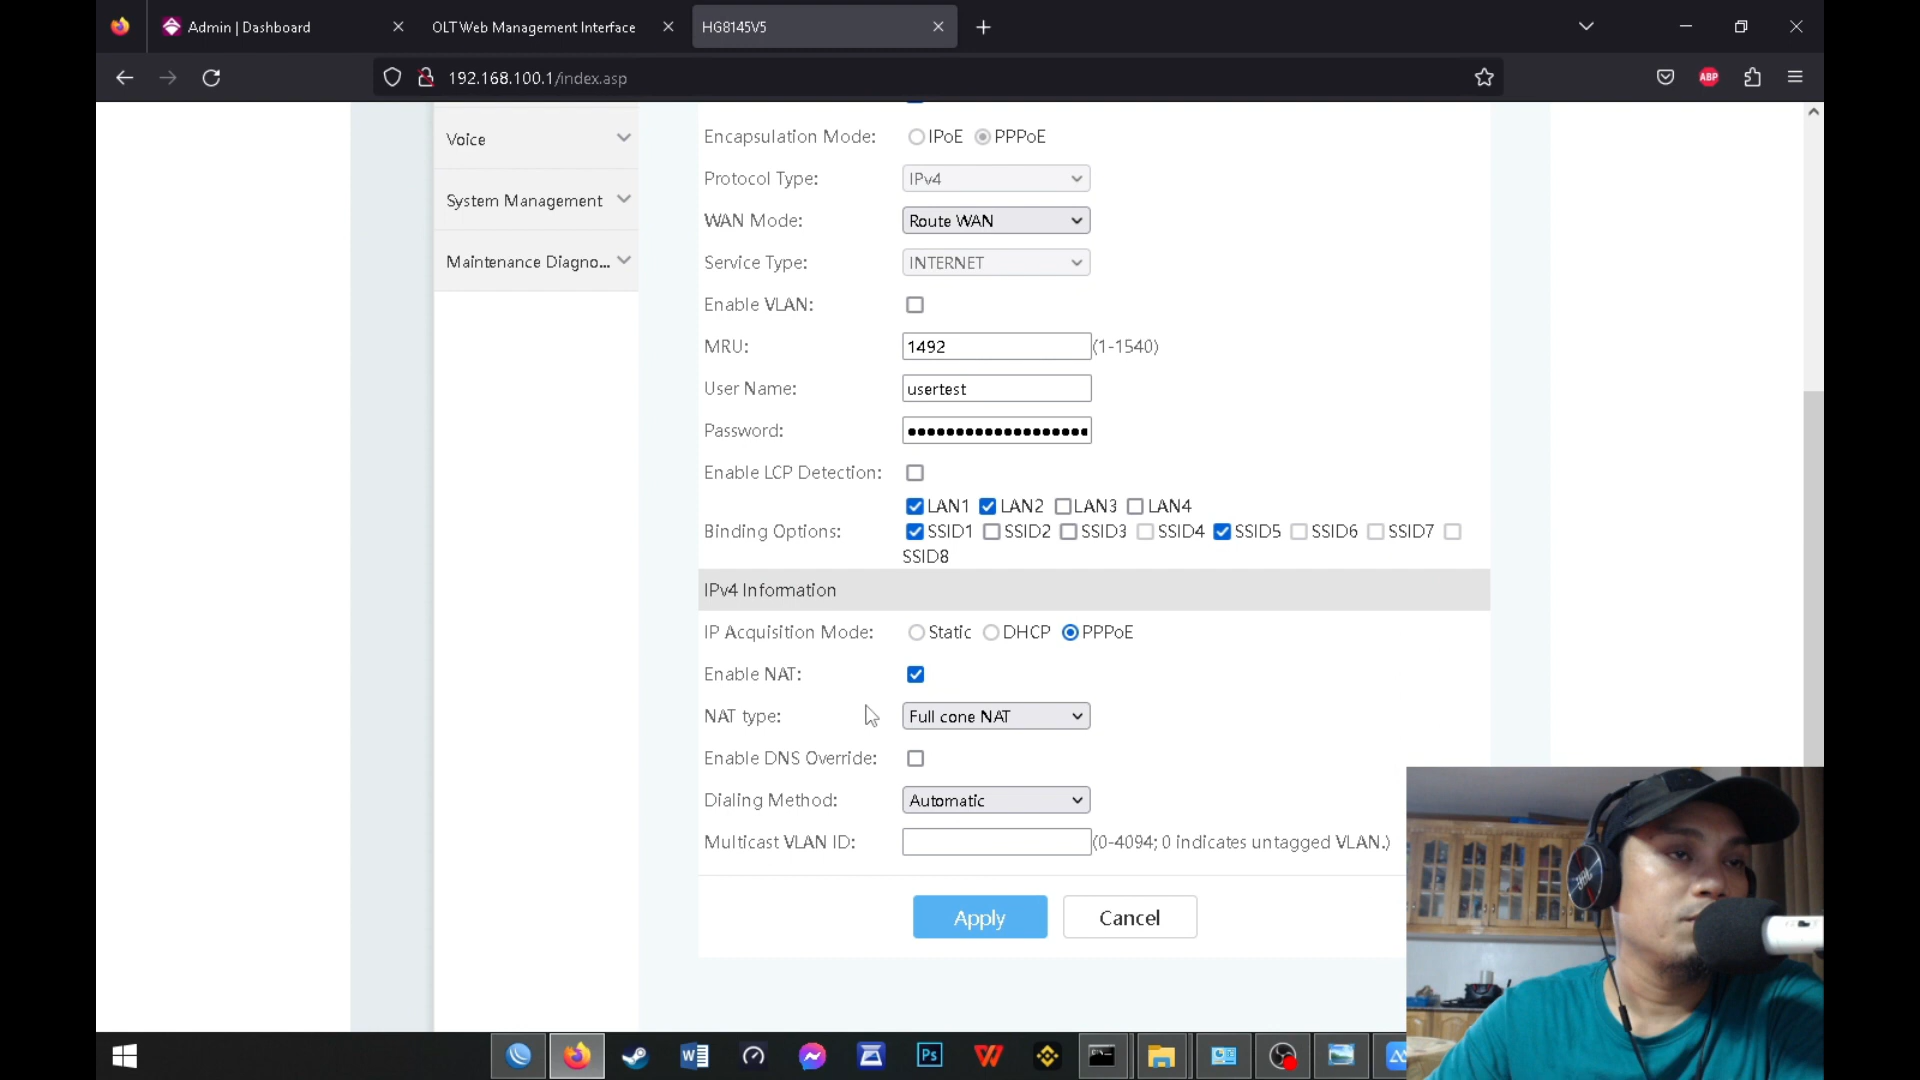 Admin | Dashboard
OLT Web Management Interface
HG8145V5
192.168.100.1/index.asp
ABP
Voice
System Management
Maintenance Diagno...
Encapsulation Mode: IPoE PPPoE
Protocol Type: IPv4
WAN Mode: Route WAN
Service Type: INTERNET
Enable VLAN:
MRU: 1492 (1-1540)
User Name: usertest
Password: ●●●●●●●●●●●●●●●●●●●
Enable LCP Detection:
LAN1 LAN2 LAN3 LAN4
Binding Options: SSID1 SSID2 SSID3 SSID4 SSID5 SSID6 SSID7
SSID8
IPv4 Information
IP Acquisition Mode: Static DHCP PPPoE
Enable NAT:
NAT type: Full cone NAT
Enable DNS Override:
Dialing Method: Automatic
Multicast VLAN ID: (0-4094; 0 indicates untagged VLAN.)
Apply Cancel
JBL
W Ps W